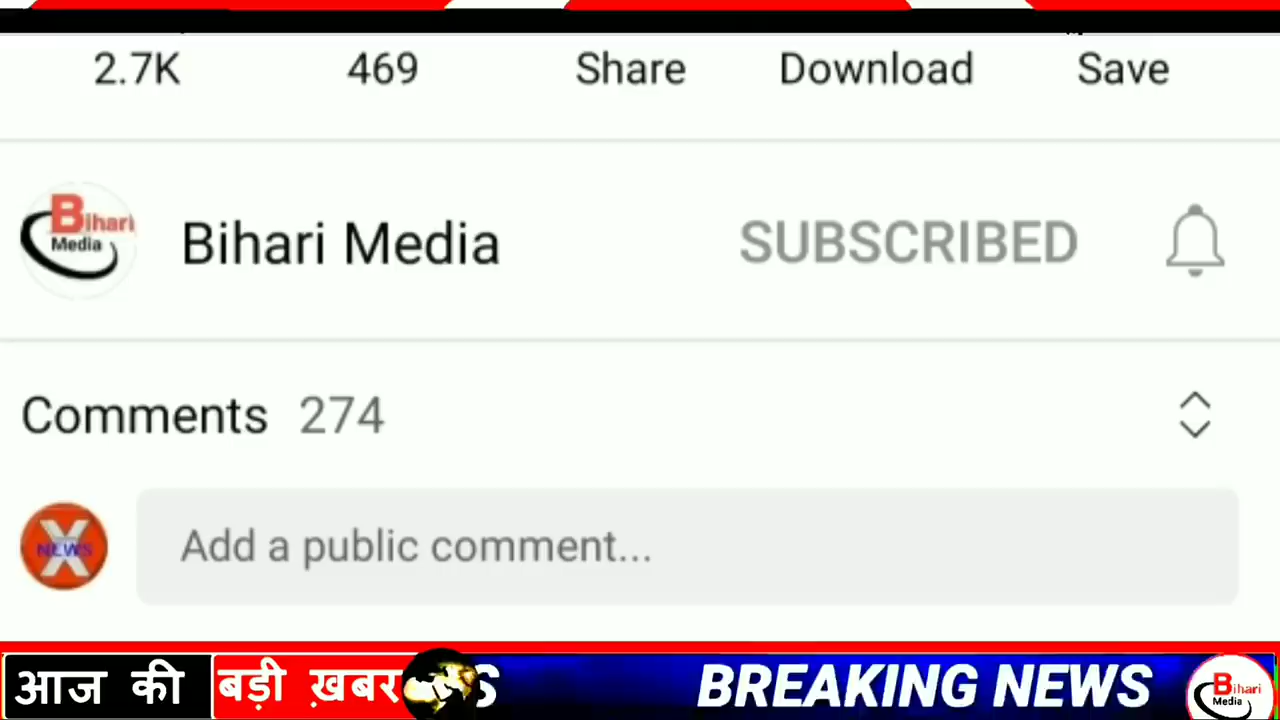 2.7K 469 Share Download Save
Bihari Media Bihari Media SUBSCRIBED
Comments 274
X NEWS Add a public comment...
आज की बड़ी ख़बर S BREAKING NEWS Bihari Media